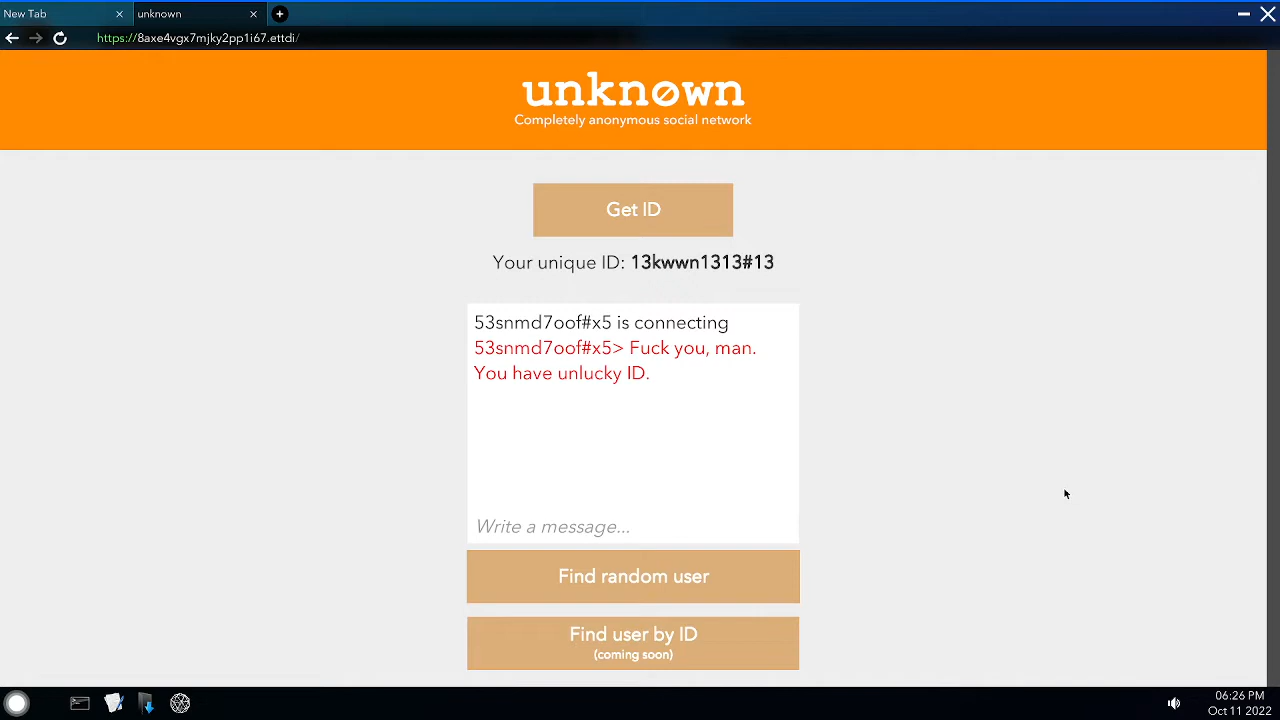 New Tab
unknown
https://8axe4vgx7mjky2pp1i67.ettdi/
unknøwn
Completely anonymous social network
Get ID
Your unique ID: 13kwwn1313#13
53snmd7oof#x5 is connecting
53snmd7oof#x5> Fuck you, man.
You have unlucky ID.
Write a message...
Find random user
Find user by ID
(coming soon)
06:26 PM
Oct 11 2022